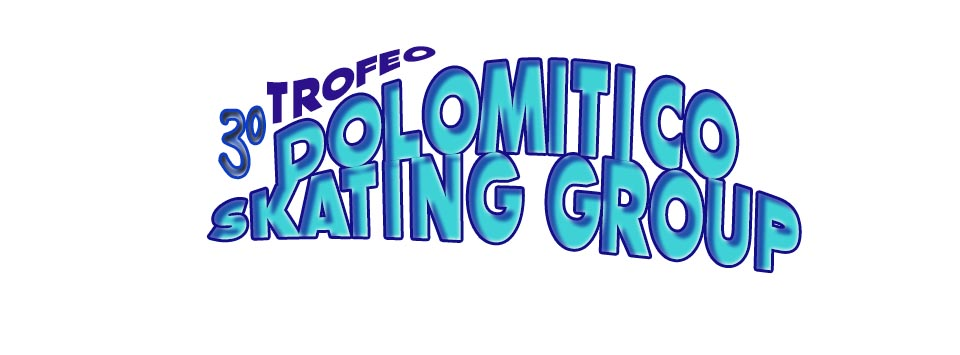 3° TROFEO
DOLOMITICO
SKATING GROUP